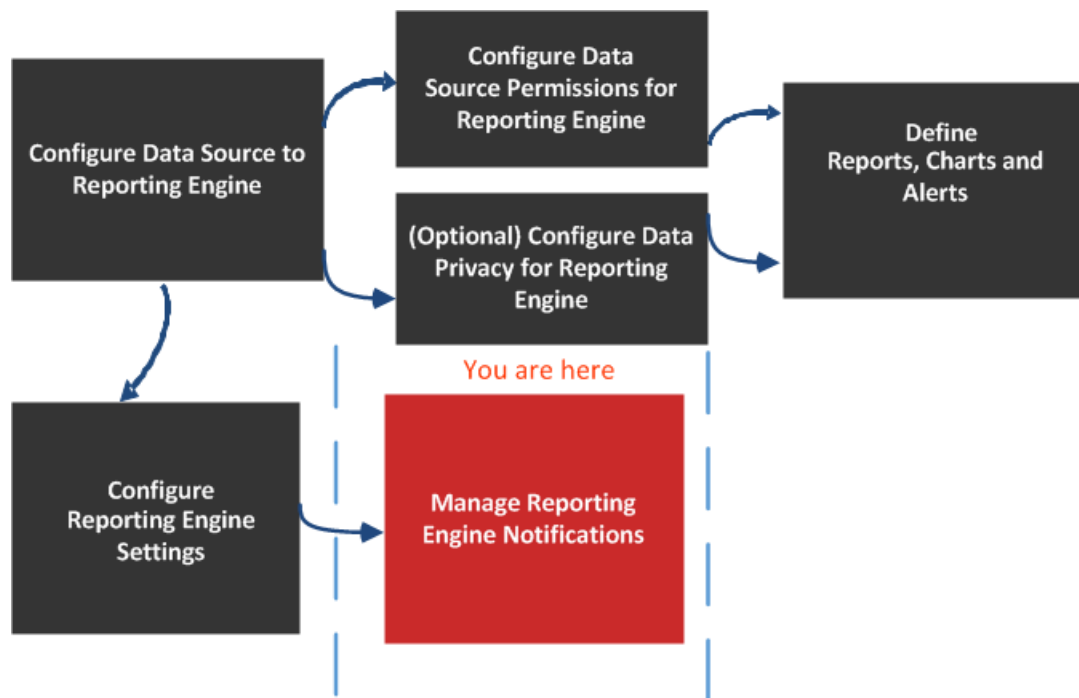 Configure Data Source to
Reporting Engine
Configure Data
Source Permissions for
Reporting Engine
(Optional) Configure Data
Privacy for Reporting
Engine
Define
Reports, Charts and
Alerts
You are here
Configure
Reporting Engine
Settings
Manage Reporting
Engine Notifications